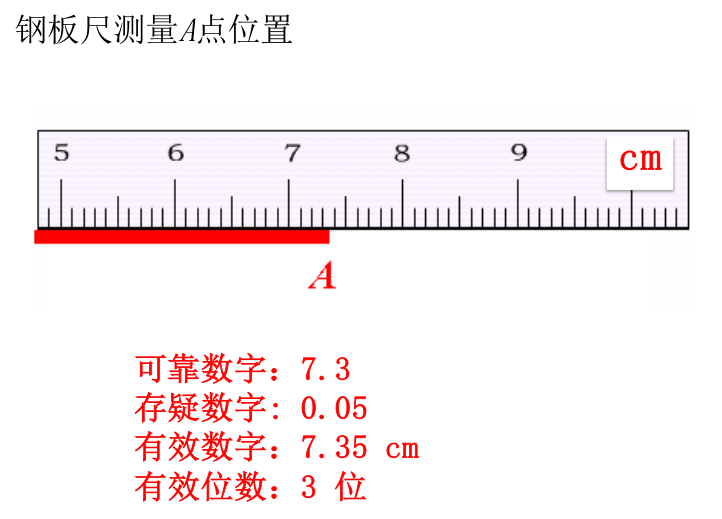 钢板尺测量A点位置
5 6 7 8 9 cm
A
可靠数字：7.3
存疑数字：0.05
有效数字：7.35 cm
有效位数：3 位